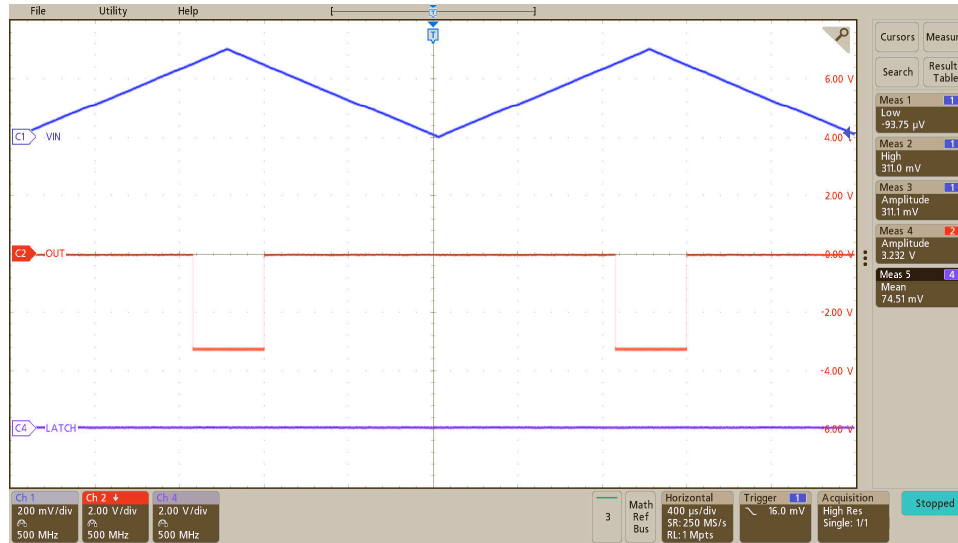 File Utility Help
T
T
Cursors Measur
Search Result
Table
6.00 V
C1 VIN
4.00 V
2.00 V
C2 OUT
0.00 V
-2.00 V
-4.00 V
C4 LATCH
-6.00 V
Meas 1 1
Low
-93.75 µV
Meas 2 1
High
311.0 mV
Meas 3 1
Amplitude
311.1 mV
Meas 4 2
Amplitude
3.232 V
Meas 5 4
Mean
74.51 mV
Ch 1
200 mV/div
500 MHz
Ch 2
2.00 V/div
500 MHz
Ch 4
2.00 V/div
500 MHz
3
Math
Ref
Bus
Horizontal
400 µs/div
SR: 250 MS/s
RL: 1 Mpts
Trigger 1
16.0 mV
Acquisition
High Res
Single: 1/1
Stopped